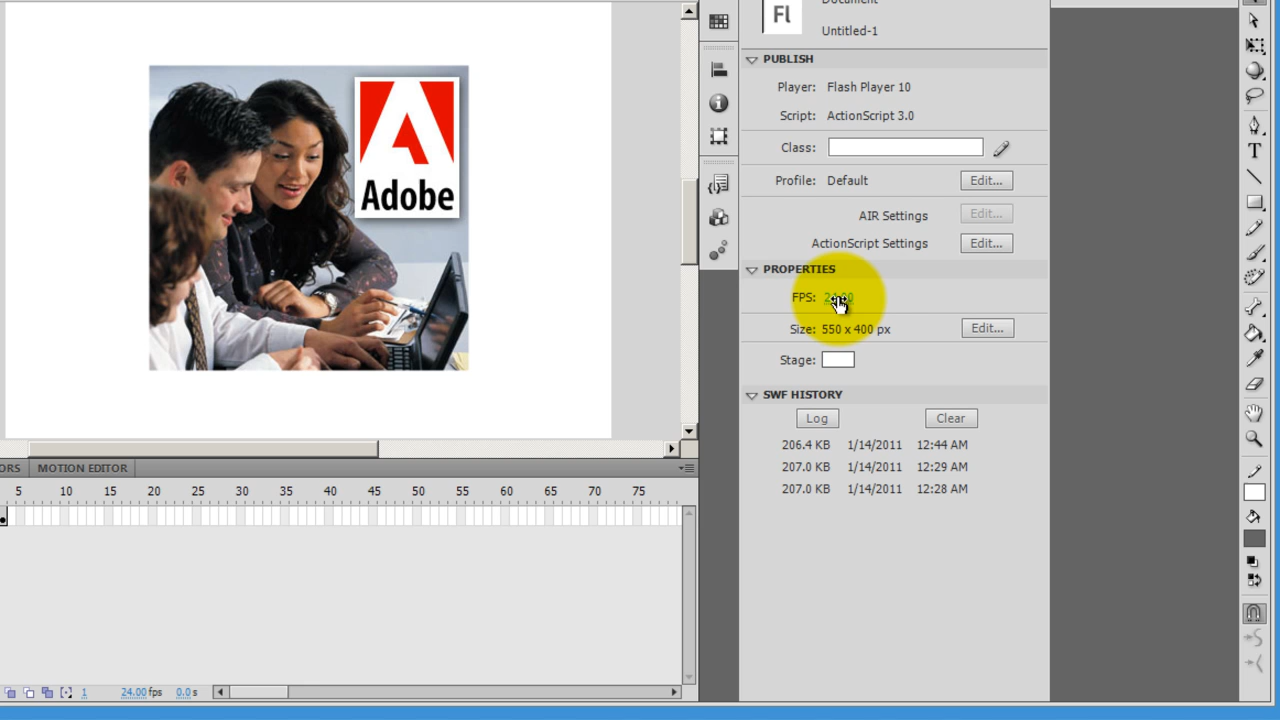 Adobe
Fl
Document
Untitled-1
PUBLISH
Player: Flash Player 10
Script: ActionScript 3.0
Class:
Profile: Default Edit...
AIR Settings Edit...
ActionScript Settings Edit...
PROPERTIES
FPS:
Size: 550 x 400 px Edit...
Stage:
SWF HISTORY
Log Clear
206.4 KB 1/14/2011 12:44 AM
207.0 KB 1/14/2011 12:29 AM
207.0 KB 1/14/2011 12:28 AM
ORS MOTION EDITOR
5 10 15 20 25 30 35 40 45 50 55 60 65 70 75
1 24.00 fps 0.0 s
T